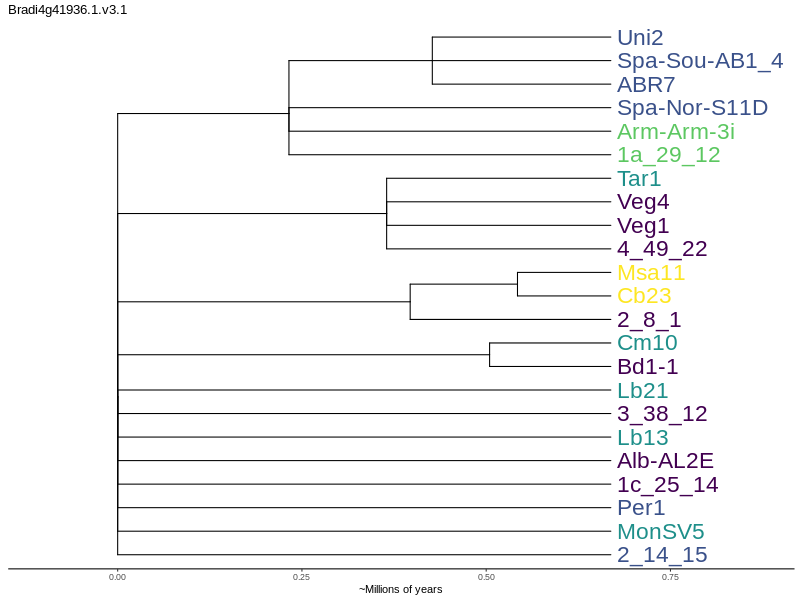 Bradi4g41936.1.v3.1
Uni2
Spa-Sou-AB1_4
ABR7
Spa-Nor-S11D
Arm-Arm-3i
1a_29_12
Tar1
Veg4
Veg1
4_49_22
Msa11
Cb23
2_8_1
Cm10
Bd1-1
Lb21
3_38_12
Lb13
Alb-AL2E
1c_25_14
Per1
MonSV5
2_14_15
0.00 0.25 0.50 0.75
~Millions of years